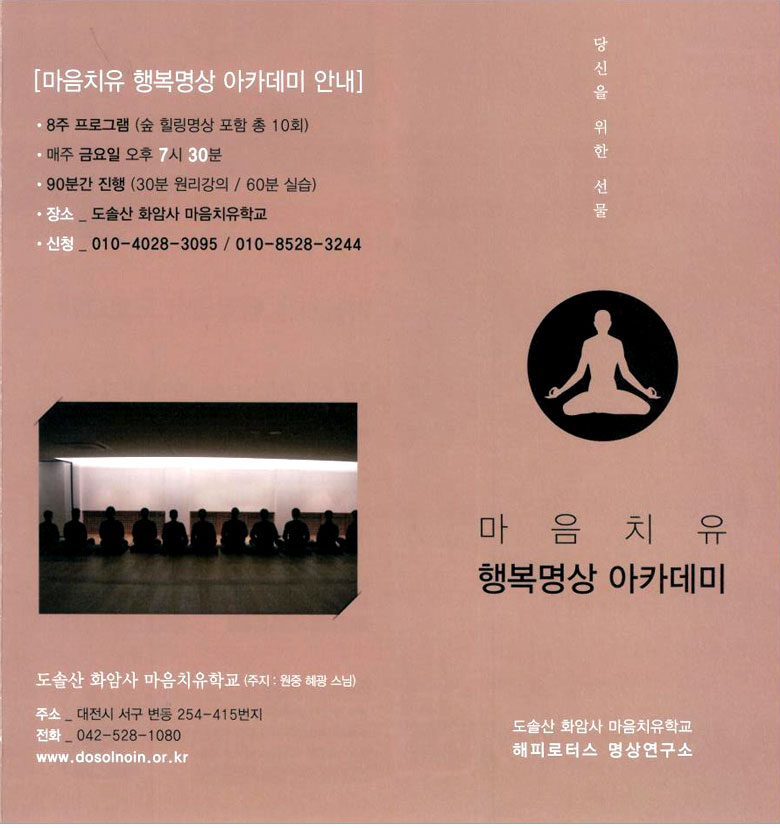 [마음치유 행복명상 아카데미 안내]
• 8주 프로그램 (숲 힐링명상 포함 총 10회)
• 매주 금요일 오후 7시 30분
• 90분간 진행 (30분 원리강의 / 60분 실습)
• 장소 _ 도솔산 화암사 마음치유학교
• 신청 _ 010-4028-3095 / 010-8528-3244
도솔산 화암사 마음치유학교 (주지 : 원중 혜광 스님)
주소 _ 대전시 서구 변동 254-415번지
전화 _ 042-528-1080
www.dosolnoin.or.kr
당신을 위한 선물
마음치유
행복명상 아카데미
도솔산 화암사 마음치유학교
해피로터스 명상연구소